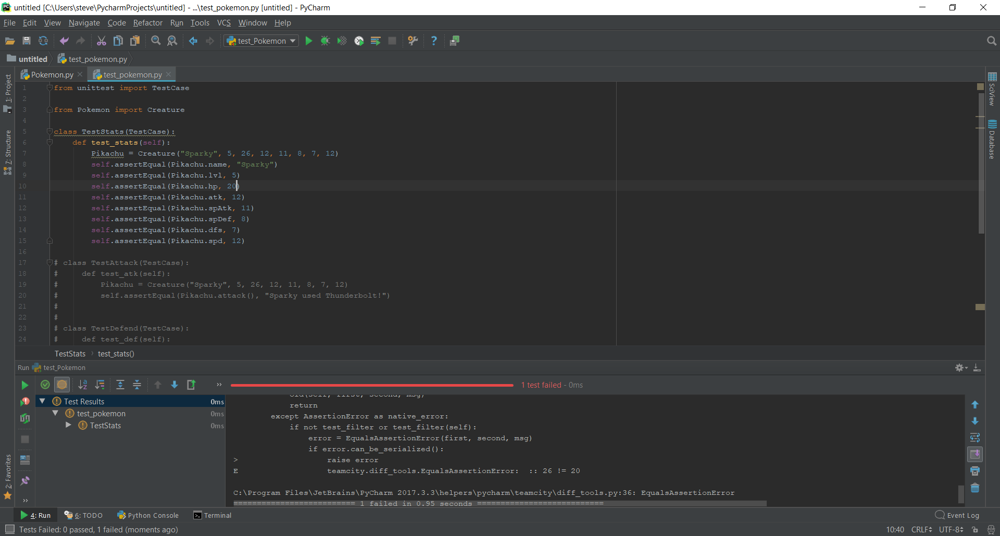 untitled [C:\Users\steve\PycharmProjects\untitled] - ...\test_pokemon.py [untitled] - PyCharm
File Edit View Navigate Code Refactor Run Tools VCS Window Help
test_Pokemon
untitled test_pokemon.py
Pokemon.py test_pokemon.py
1: Project
7: Structure
2: Favorites
SciView
Database
1 from unittest import TestCase
2
3 from Pokemon import Creature
4
5 class TestStats(TestCase):
6 def test_stats(self):
7 Pikachu = Creature("Sparky", 5, 26, 12, 11, 8, 7, 12)
8 self.assertEqual(Pikachu.name, "Sparky")
9 self.assertEqual(Pikachu.lvl, 5)
10 self.assertEqual(Pikachu.hp, 20)
11 self.assertEqual(Pikachu.atk, 12)
12 self.assertEqual(Pikachu.spAtk, 11)
13 self.assertEqual(Pikachu.spDef, 8)
14 self.assertEqual(Pikachu.dfs, 7)
15 self.assertEqual(Pikachu.spd, 12)
16
17 # class TestAttack(TestCase):
18 # def test_atk(self):
19 # Pikachu = Creature("Sparky", 5, 26, 12, 11, 8, 7, 12)
20 # self.assertEqual(Pikachu.attack(), "Sparky used Thunderbolt!")
21 #
22 #
23 # class TestDefend(TestCase):
24 # def test_def(self):
TestStats › test_stats()
Run test_Pokemon
1 test failed - 0ms
Test Results 0ms
test_pokemon 0ms
TestStats 0ms
old(self, first, second, msg)
return
except AssertionError as native_error:
if not test_filter or test_filter(self):
error = EqualsAssertionError(first, second, msg)
if error.can_be_serialized():
> raise error
E teamcity.diff_tools.EqualsAssertionError:  :: 26 != 20
C:\Program Files\JetBrains\PyCharm 2017.3.3\helpers\pycharm\teamcity\diff_tools.py:36: EqualsAssertionError
========================== 1 failed in 0.95 seconds ===========================
4: Run 6: TODO Python Console Terminal Event Log
Tests Failed: 0 passed, 1 failed (moments ago) 10:40 CRLF UTF-8